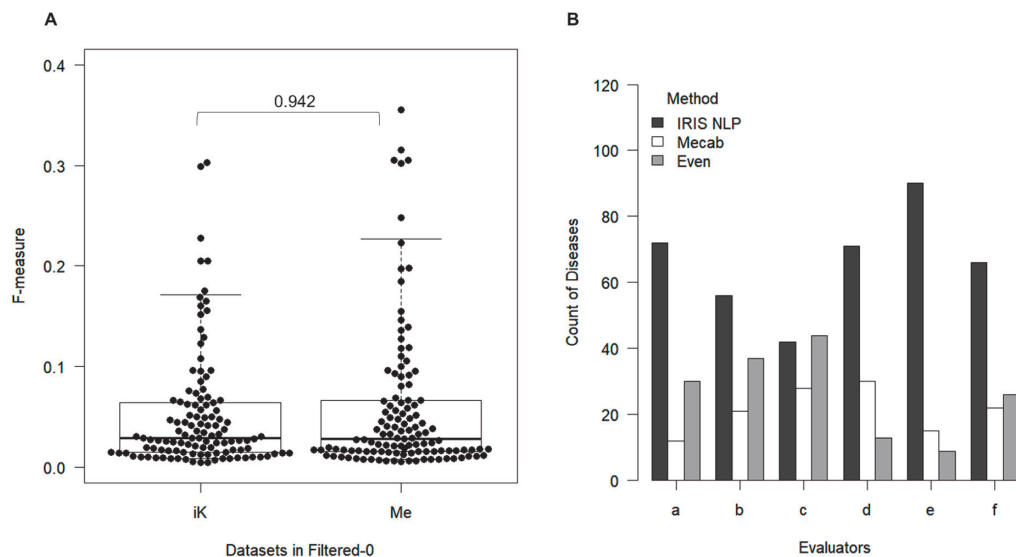 A
0.4
0.3
0.2
0.1
0.0
F-measure
0.942
iK
Me
Datasets in Filtered-0
B
120
100
80
60
40
20
0
Count of Diseases
Method
IRIS NLP
Mecab
Even
a
b
c
d
e
f
Evaluators